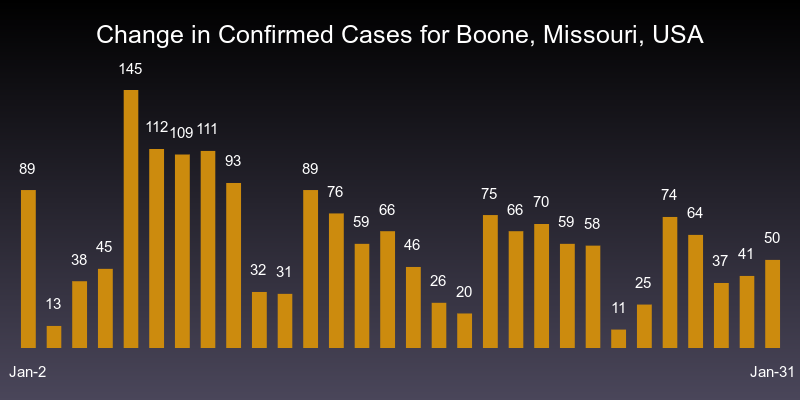 Change in Confirmed Cases for Boone, Missouri, USA
89 13 38 45 145 112 109 111 93 32 31 89 76 59 66 46 26 20 75 66 70 59 58 11 25 74 64 37 41 50
Jan-2 Jan-31